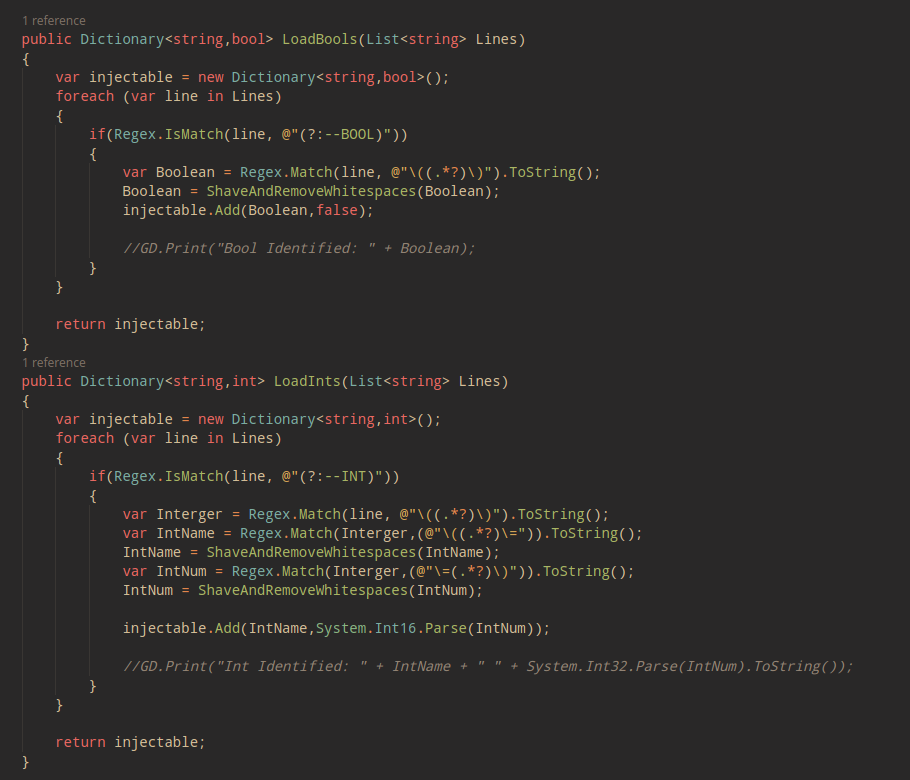 1 reference
public Dictionary<string,bool> LoadBools(List<string> Lines)
{
    var injectable = new Dictionary<string,bool>();
    foreach (var line in Lines)
    {
        if(Regex.IsMatch(line, @"(?:--BOOL)"))
        {
            var Boolean = Regex.Match(line, @"\((.*?)\)").ToString();
            Boolean = ShaveAndRemoveWhitespaces(Boolean);
            injectable.Add(Boolean,false);

            //GD.Print("Bool Identified: " + Boolean);
        }
    }

    return injectable;
}
1 reference
public Dictionary<string,int> LoadInts(List<string> Lines)
{
    var injectable = new Dictionary<string,int>();
    foreach (var line in Lines)
    {
        if(Regex.IsMatch(line, @"(?:--INT)"))
        {
            var Interger = Regex.Match(line, @"\((.*?)\)").ToString();
            var IntName = Regex.Match(Interger,(@"\((.*?)\=")).ToString();
            IntName = ShaveAndRemoveWhitespaces(IntName);
            var IntNum = Regex.Match(Interger,(@"\=(.*?)\)")).ToString();
            IntNum = ShaveAndRemoveWhitespaces(IntNum);

            injectable.Add(IntName,System.Int16.Parse(IntNum));

            //GD.Print("Int Identified: " + IntName + " " + System.Int32.Parse(IntNum).ToString());
        }
    }

    return injectable;
}